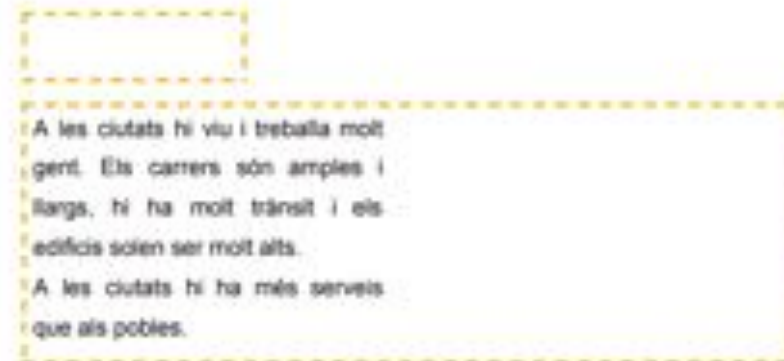 A les ciutats hi viu i treballa molt
gent. Els carrers són amples i
llargs, hi ha molt trànsit i els
edificis solen ser molt alts.
A les ciutats hi ha més serveis
que als pobles.